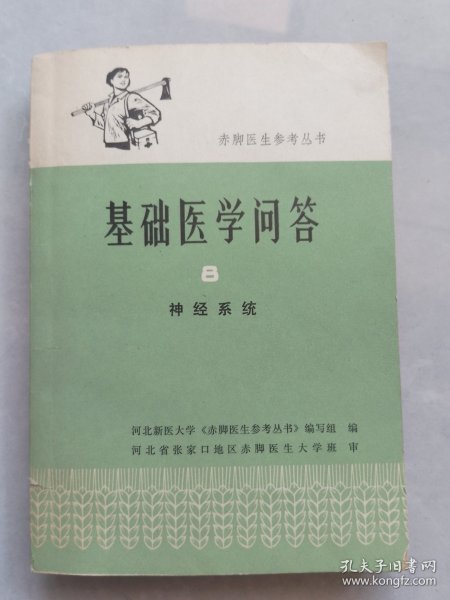 赤脚医生参考丛书
基础医学问答
8
神经系统
河北新医大学《赤脚医生参考丛书》编写组 编
河北省张家口地区赤脚医生大学班 审
孔夫子旧书网
www.kongfz.com